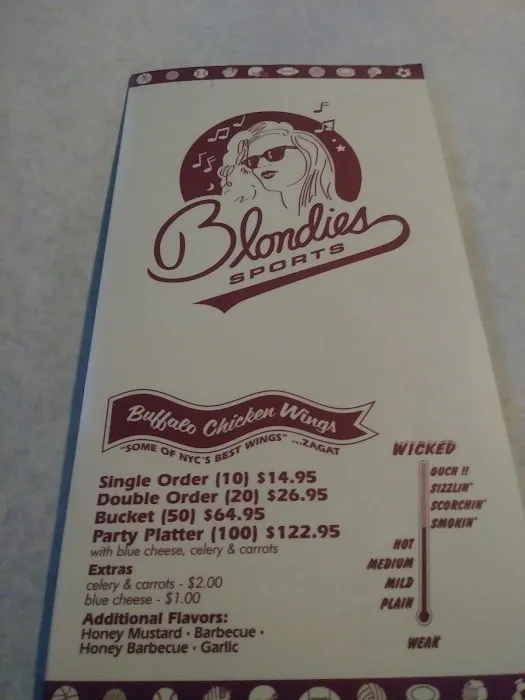 Blondies
SPORTS
Buffalo Chicken Wings
"SOME OF NYC'S BEST WINGS" ...ZAGAT
Single Order (10) $14.95
Double Order (20) $26.95
Bucket (50) $64.95
Party Platter (100) $122.95
with blue cheese, celery & carrots
Extras
celery & carrots - $2.00
blue cheese - $1.00
Additional Flavors:
Honey Mustard · Barbecue ·
Honey Barbecue · Garlic
WICKED
OUCH !!
SIZZLIN'
SCORCHIN'
SMOKIN'
HOT
MEDIUM
MILD
PLAIN
WEAK